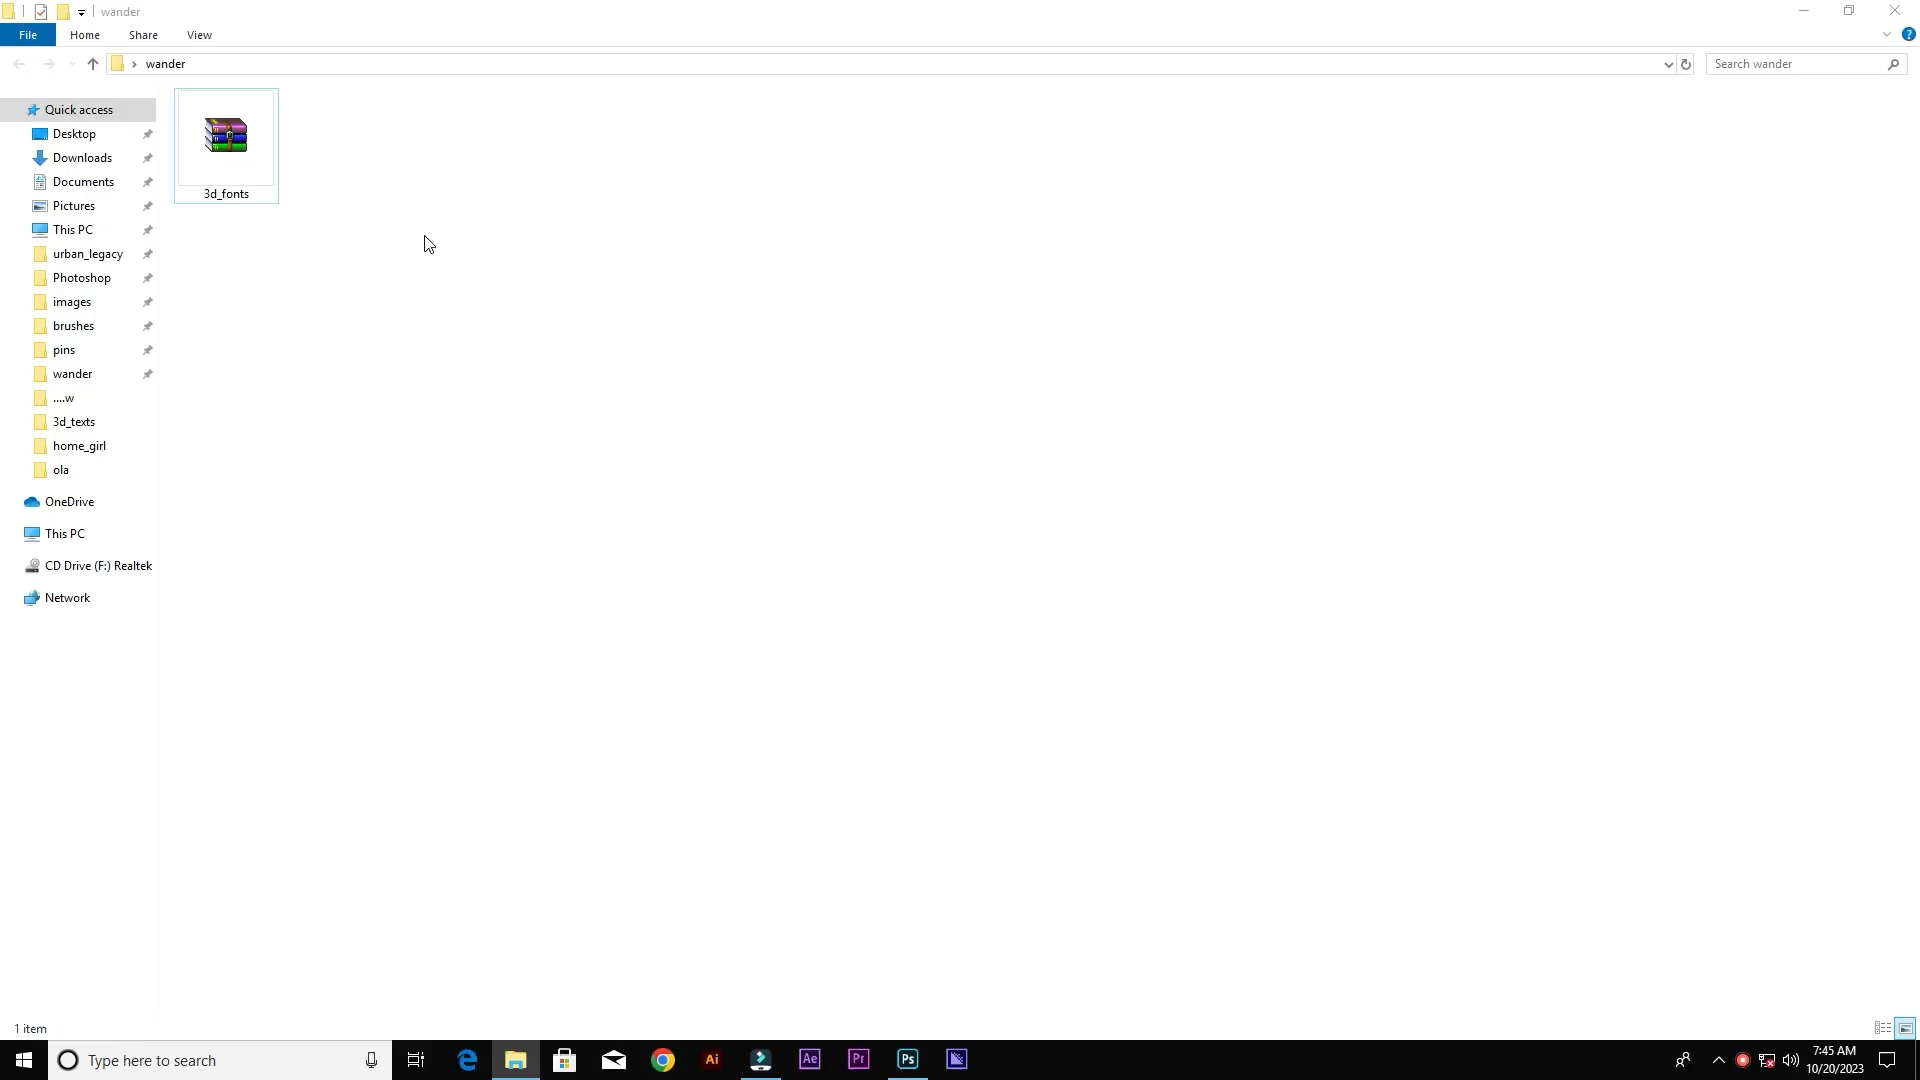 wander
File
Home
Share
View
wander
Search wander
Quick access
Desktop
Downloads
Documents
Pictures
This PC
urban_legacy
Photoshop
images
brushes
pins
wander
....w
3d_texts
home_girl
ola
OneDrive
This PC
CD Drive (F:) Realtek
Network
3d_fonts
1 item
Type here to search
Ai
Ae
Pr
Ps
7:45 AM
10/20/2023